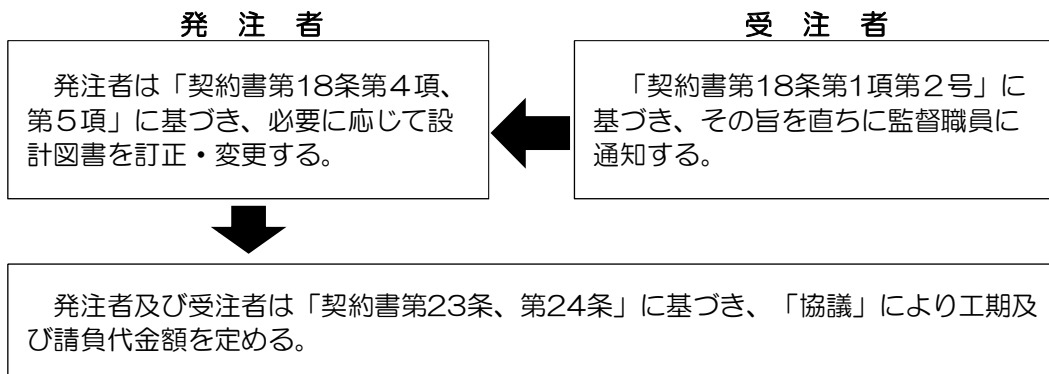 発　注　者
受　注　者
　発注者は「契約書第18条第４項、
第５項」に基づき、必要に応じて設
計図書を訂正・変更する。
　「契約書第18条第1項第２号」に
基づき、その旨を直ちに監督職員に
通知する。
　発注者及び受注者は「契約書第23条、第24条」に基づき、「協議」により工期及
び請負代金額を定める。